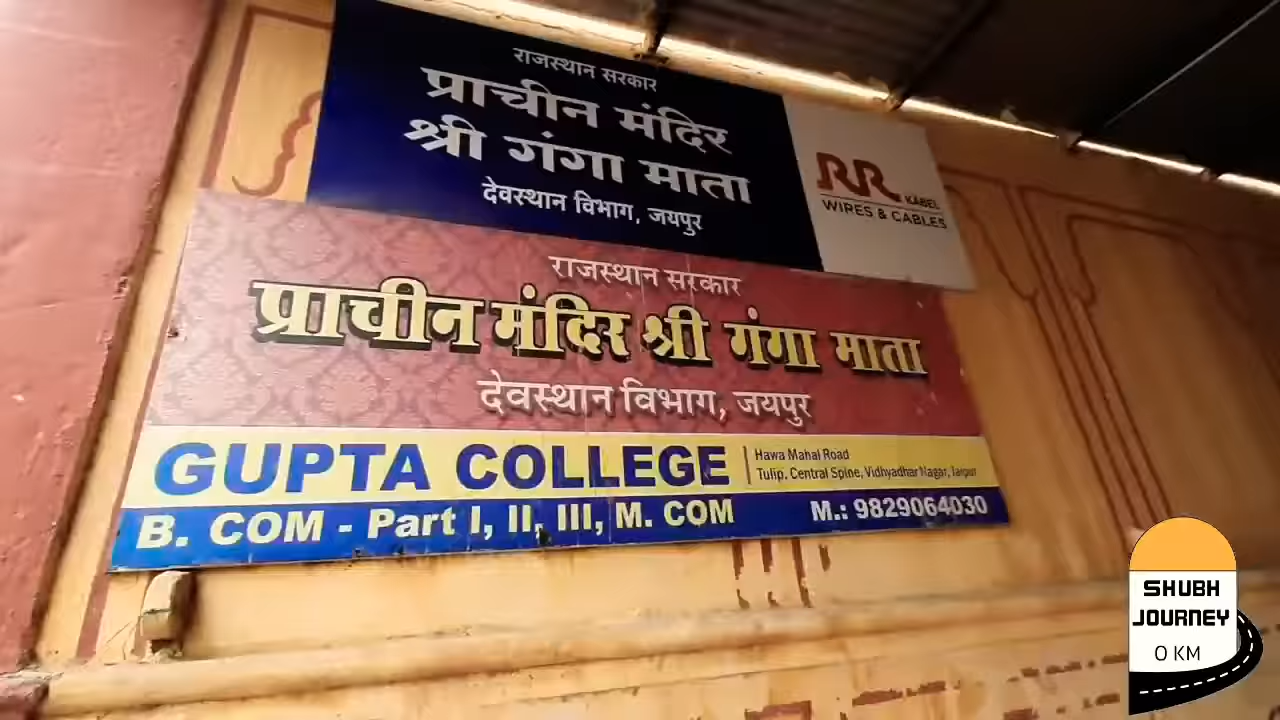 राजस्थान सरकार
प्राचीन मंदिर
श्री गंगा माता
देवस्थान विभाग, जयपुर
RR KABEL
WIRES & CABLES
राजस्थान सरकार
प्राचीन मंदिर श्री गंगा माता
देवस्थान विभाग, जयपुर
GUPTA COLLEGE
Hawa Mahal Road
Tulip, Central Spine, Vidhyadhar Nagar, Jaipur
B. COM - Part I, II, III, M. COM
M.: 9829064030
SHUBH
JOURNEY
0 KM